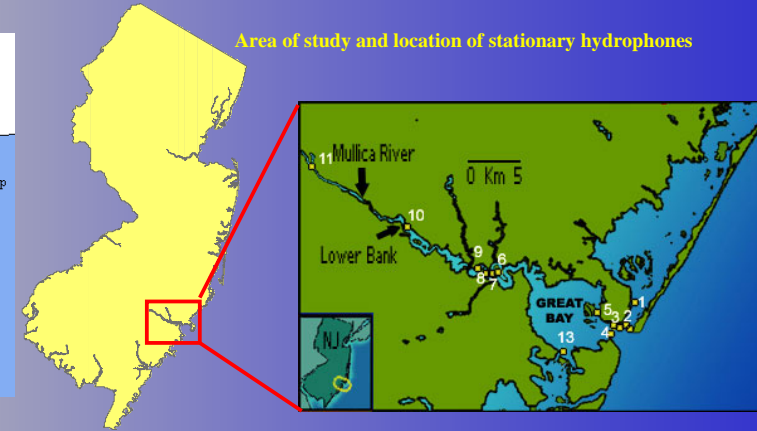 Area of study and location of stationary hydrophones
p
11
Mullica River
0 Km 5
10
Lower Bank
9
6
8
7
GREAT
BAY
1
5
3
2
4
13
NJ